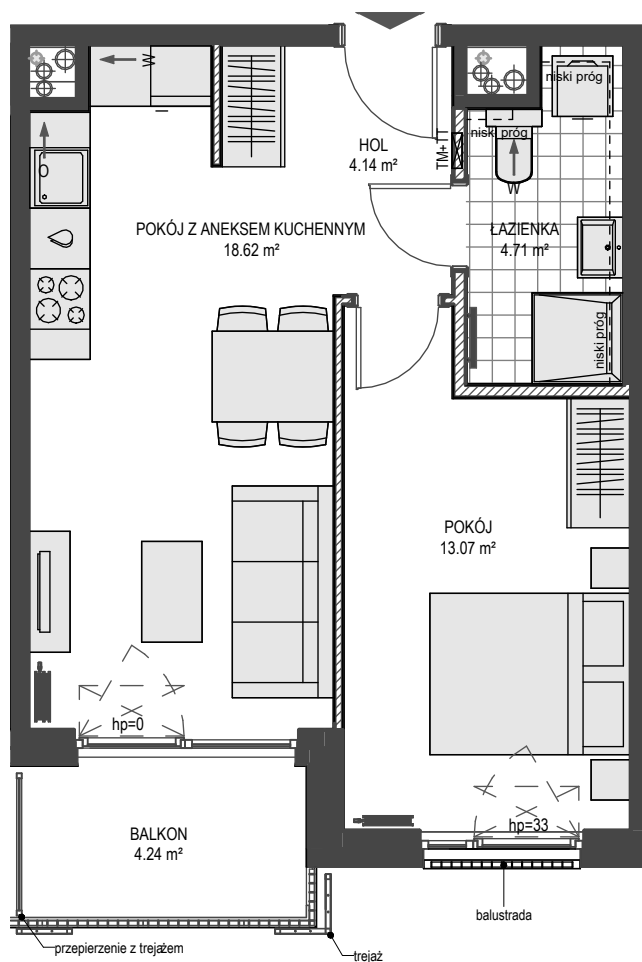 W
niski próg
niski próg
TM+TT
HOL
4.14 m²
W
POKÓJ Z ANEKSEM KUCHENNYM
18.62 m²
ŁAZIENKA
4.71 m²
niski próg
POKÓJ
13.07 m²
hp=0
hp=33
BALKON
4.24 m²
balustrada
przepierzenie z trejażem
trejaż